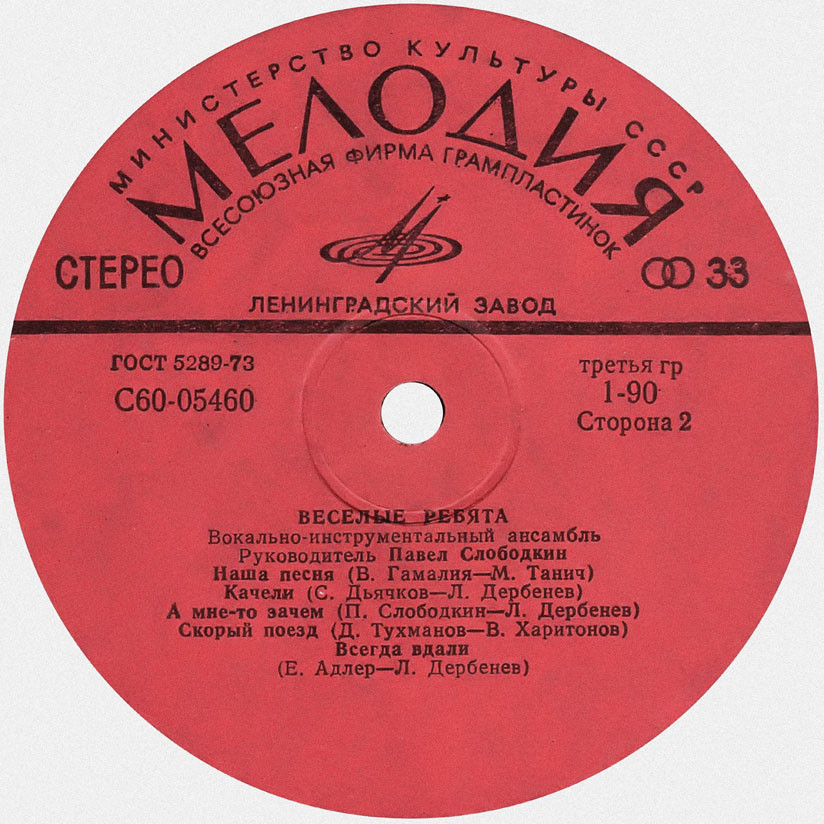 МИНИСТЕРСТВО КУЛЬТУРЫ СССР
МЕЛОДИЯ
ВСЕСОЮЗНАЯ ФИРМА ГРАМПЛАСТИНОК
СТЕРЕО
33
ЛЕНИНГРАДСКИЙ ЗАВОД
ГОСТ 5289-73
С60-05460
третья гр
1-90
Сторона 2
ВЕСЕЛЫЕ РЕБЯТА
Вокально-инструментальный ансамбль
Руководитель Павел Слободкин
Наша песня (В. Гамалия—М. Танич)
Качели (С. Дьячков—Л. Дербенев)
А мне-то зачем (П. Слободкин—Л. Дербенев)
Скорый поезд (Д. Тухманов—В. Харитонов)
Всегда вдали
(Е. Адлер—Л. Дербенев)